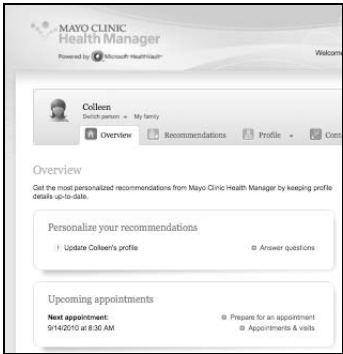 MAYO CLINIC
Health Manager
Powered by Microsoft HealthVault
Welcome
Colleen
Switch person My family
Overview Recommendations Profile Cont
Overview
Get the most personalized recommendations from Mayo Clinic Health Manager by keeping profile
details up-to-date.
Personalize your recommendations
! Update Colleen's profile Answer questions
Upcoming appointments
Next appointment: Prepare for an appointment
9/14/2010 at 8:30 AM Appointments & visits